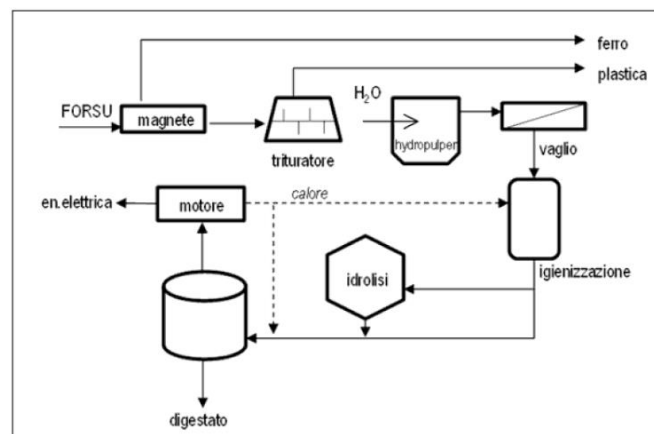 ferro
plastica
FORSU
magnete
H₂O
hydropulper
trituratore
vaglio
en.elettrica
motore
calore
idrolisi
igienizzazione
digestato